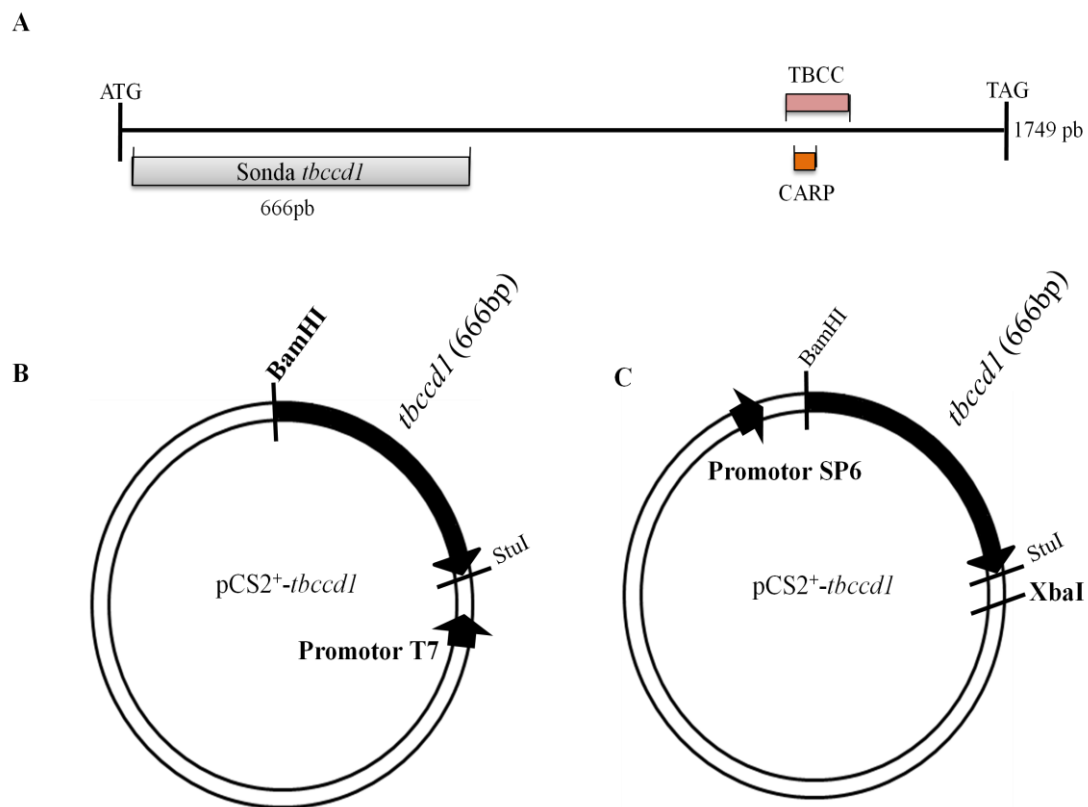 A
ATG
TBCC
TAG
1749 pb
Sonda tbccd1
666pb
CARP
B
BamHI
tbccd1 (666bp)
StuI
pCS2⁺-tbccd1
Promotor T7
C
BamHI
tbccd1 (666bp)
Promotor SP6
StuI
XbaI
pCS2⁺-tbccd1